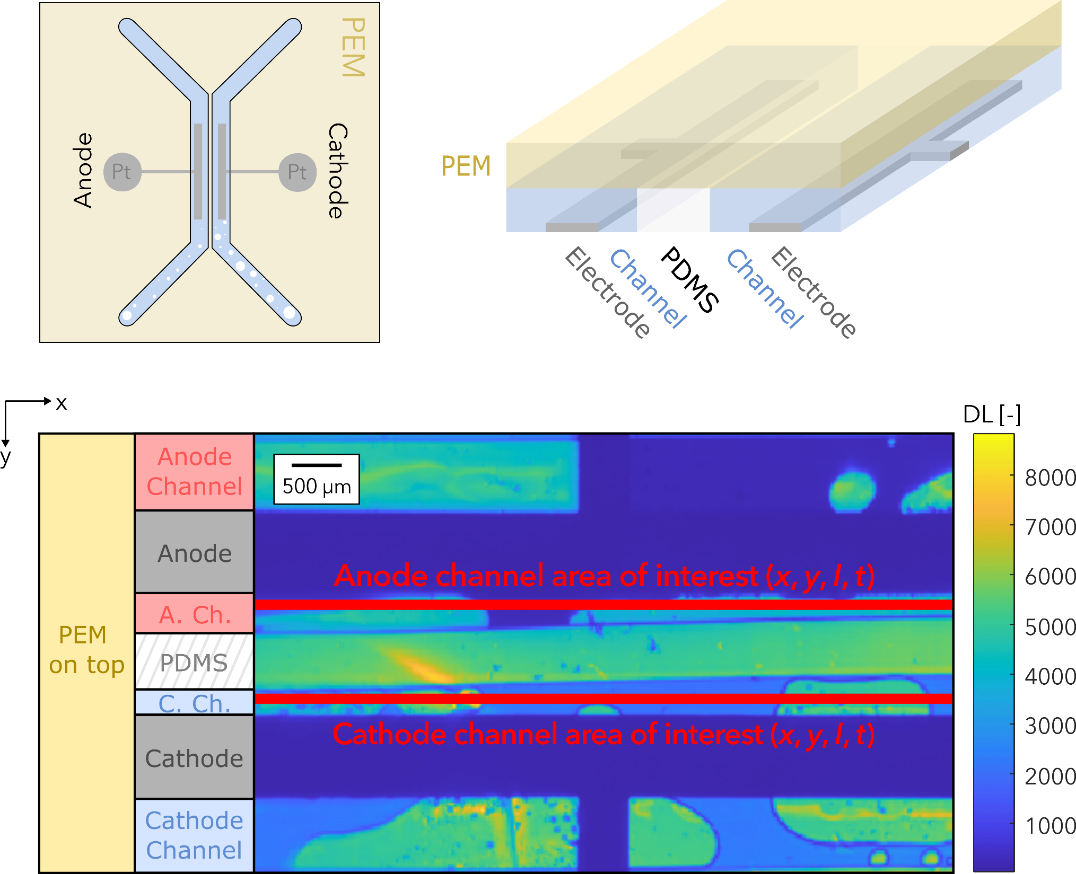 PEM
Anode
Pt
Pt
Cathode
PEM
Electrode
Channel
PDMS
Channel
Electrode
x
y
DL [-]
PEM
on top
Anode
Channel
Anode
A. Ch.
PDMS
C. Ch.
Cathode
Cathode
Channel
500 µm
Anode channel area of interest (x, y, l, t)
Cathode channel area of interest (x, y, l, t)
8000
7000
6000
5000
4000
3000
2000
1000